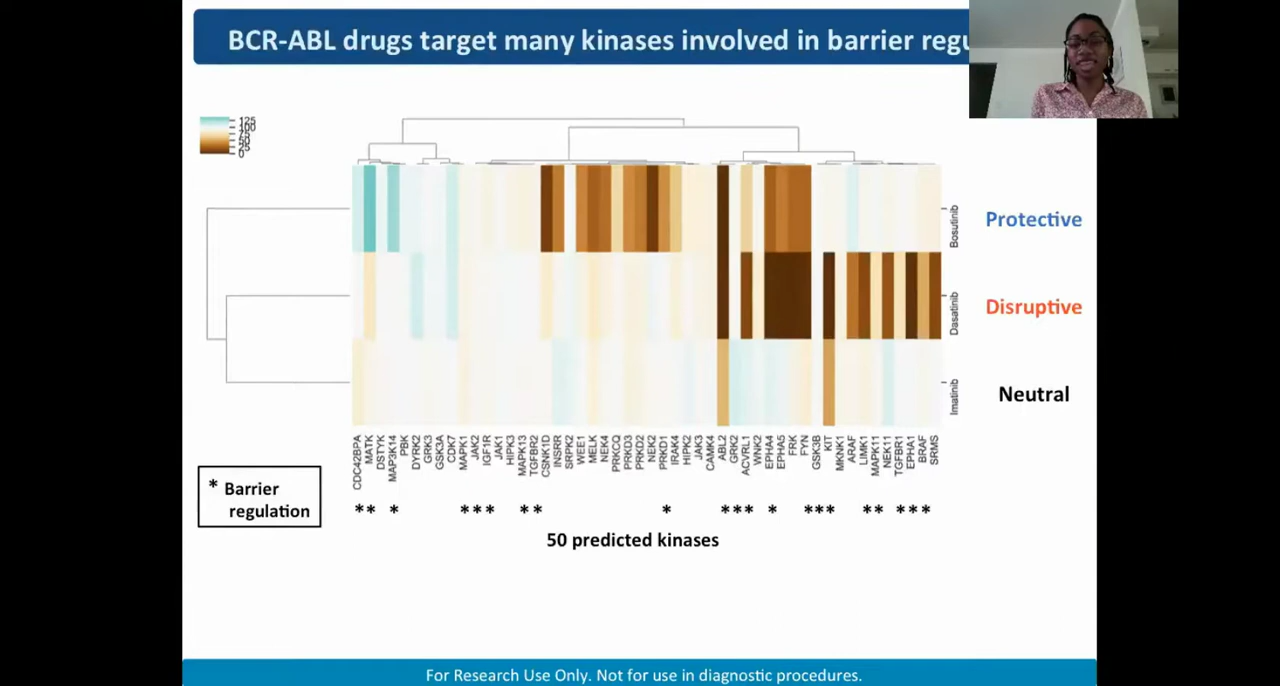 BCR-ABL drugs target many kinases involved in barrier regu
125
100
75
50
25
0
Bosutinib
Protective
Dasatinib
Disruptive
Imatinib
Neutral
CDC42BPA
MATK
DSTYK
MAP3K14
PBK
DYRK2
GRK3
GSK3A
CDK7
MAPK1
JAK2
IGF1R
JAK1
HIPK3
MAPK13
TGFBR2
CSNK1D
INSRR
SRPK2
WEE1
MELK
NEK4
PRKCQ
PRKD3
PRKD2
NEK2
PRKD1
IRAK4
HIPK2
JAK3
CAMK4
ABL2
GRK2
ACVRL1
WNK2
EPHA4
EPHA5
FRK
FYN
GSK3B
KIT
MKNK1
ARAF
LIMK1
MAPK11
NEK11
TGFBR1
EPHA1
BRAF
SRMS
* Barrier
regulation
** * *** ** * *** * *** ** ***
50 predicted kinases
For Research Use Only. Not for use in diagnostic procedures.